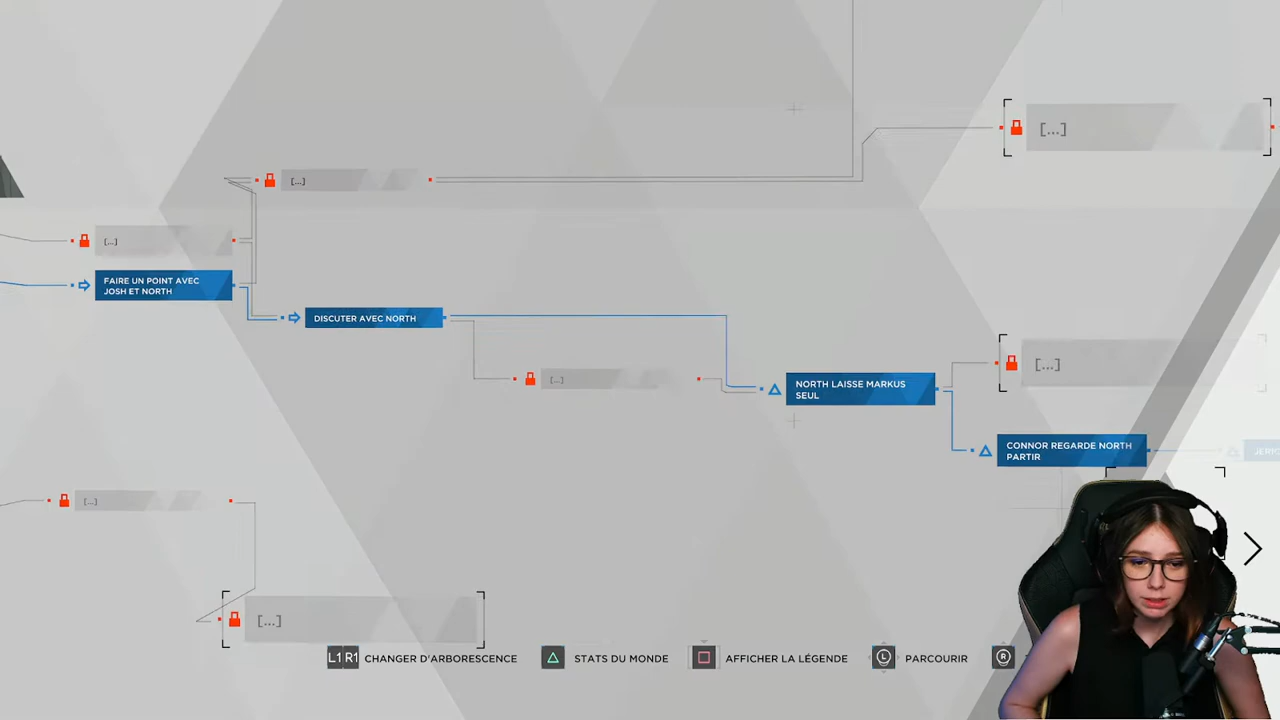 [...]
[...]
[...]
FAIRE UN POINT AVEC
JOSH ET NORTH
DISCUTER AVEC NORTH
[...]
[...]
NORTH LAISSE MARKUS
SEUL
CONNOR REGARDE NORTH
PARTIR
JERI
[...]
[...]
L1 R1 CHANGER D'ARBORESCENCE
STATS DU MONDE
AFFICHER LA LÉGENDE
L PARCOURIR
R